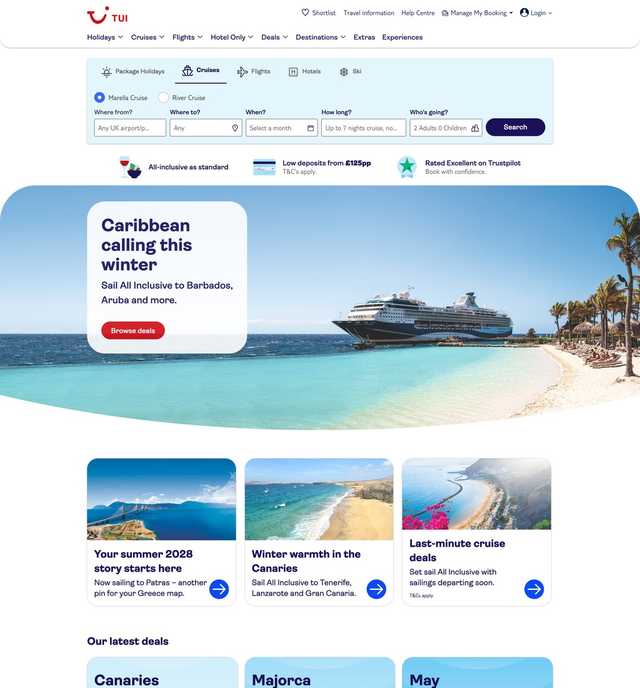 TUI
Shortlist
Travel information
Help Centre
Manage My Booking
Login
Holidays
Cruises
Flights
Hotel Only
Deals
Destinations
Extras
Experiences
Package Holidays
Cruises
Flights
Hotels
Ski
Marella Cruise
River Cruise
Where from?
Where to?
When?
How long?
Who's going?
Any UK airport/p...
Any
Select a month
Up to 7 nights cruise, no...
2 Adults 0 Children
Search
All-inclusive as standard
Low deposits from £125pp
T&C's apply.
Rated Excellent on Trustpilot
Book with confidence.
Caribbean
calling this
winter
Sail All Inclusive to Barbados,
Aruba and more.
Browse deals
Your summer 2028
story starts here
Now sailing to Patras – another
pin for your Greece map.
Winter warmth in the
Canaries
Sail All Inclusive to Tenerife,
Lanzarote and Gran Canaria.
Last-minute cruise
deals
Set sail All Inclusive with
sailings departing soon.
T&Cs apply
Our latest deals
Canaries
Majorca
May